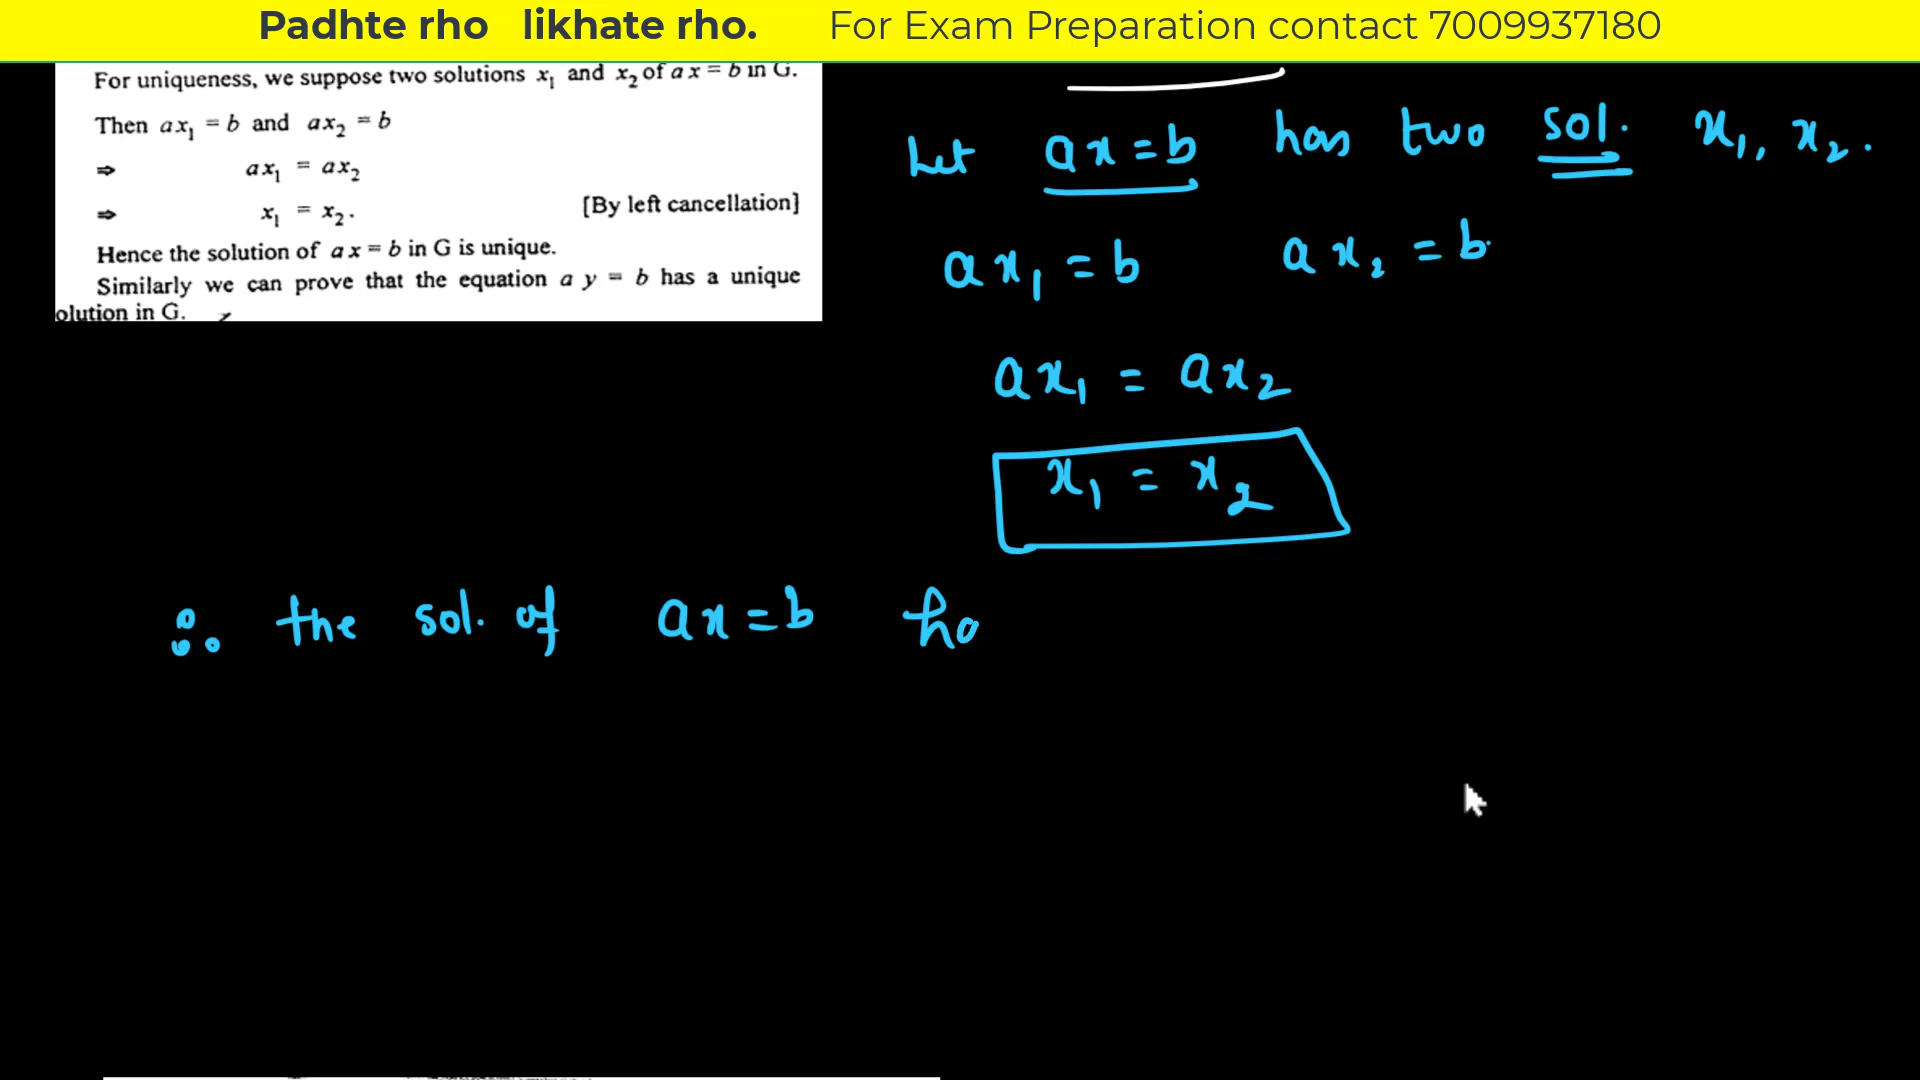 Padhte rho likhate rho. For Exam Preparation contact 7009937180
For uniqueness, we suppose two solutions x₁ and x₂ of a x = b in G.
Then ax₁ = b and ax₂ = b
⇒ ax₁ = ax₂
⇒ x₁ = x₂. [By left cancellation]
Hence the solution of a x = b in G is unique.
Similarly we can prove that the equation a y = b has a unique
olution in G.
Let ax = b has two sol. x₁, x₂.
ax₁ = b ax₂ = b.
ax₁ = ax₂
x₁ = x₂
∴ the sol. of ax = b ho